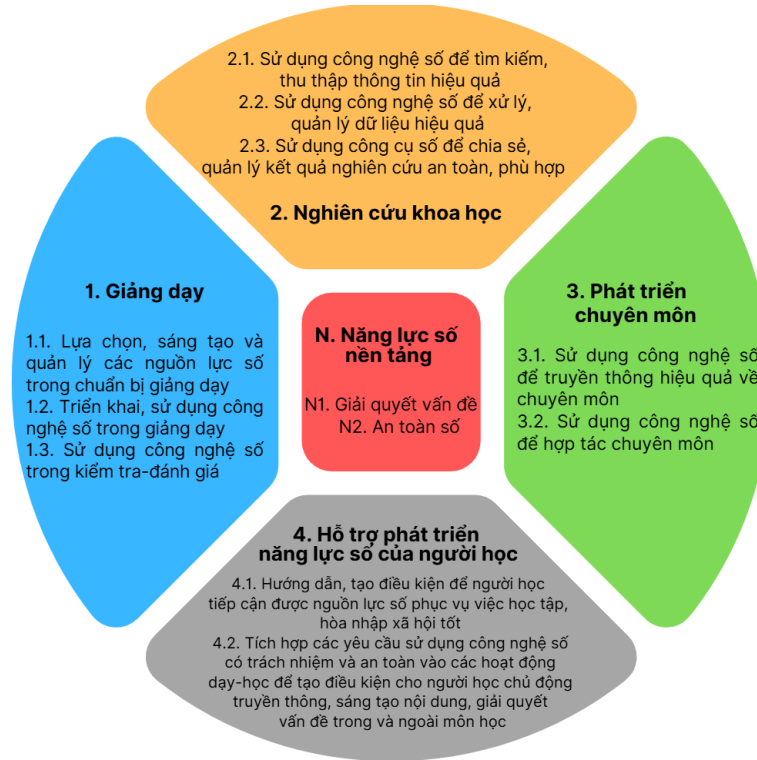 2.1. Sử dụng công nghệ số để tìm kiếm,
thu thập thông tin hiệu quả
2.2. Sử dụng công nghệ số để xử lý,
quản lý dữ liệu hiệu quả
2.3. Sử dụng công cụ số để chia sẻ,
quản lý kết quả nghiên cứu an toàn, phù hợp
2. Nghiên cứu khoa học
1. Giảng dạy
1.1. Lựa chọn, sáng tạo và
quản lý các nguồn lực số
trong chuẩn bị giảng dạy
1.2. Triển khai, sử dụng công
nghệ số trong giảng dạy
1.3. Sử dụng công nghệ số
trong kiểm tra-đánh giá
N. Năng lực số
nền tảng
N1. Giải quyết vấn đề
N2. An toàn số
3. Phát triển
chuyên môn
3.1. Sử dụng công nghệ số
để truyền thông hiệu quả về
chuyên môn
3.2. Sử dụng công nghệ số
để hợp tác chuyên môn
4. Hỗ trợ phát triển
năng lực số của người học
4.1. Hướng dẫn, tạo điều kiện để người học
tiếp cận được nguồn lực số phục vụ việc học tập,
hòa nhập xã hội tốt
4.2. Tích hợp các yêu cầu sử dụng công nghệ số
có trách nhiệm và an toàn vào các hoạt động
dạy-học để tạo điều kiện cho người học chủ động
truyền thông, sáng tạo nội dung, giải quyết
vấn đề trong và ngoài môn học